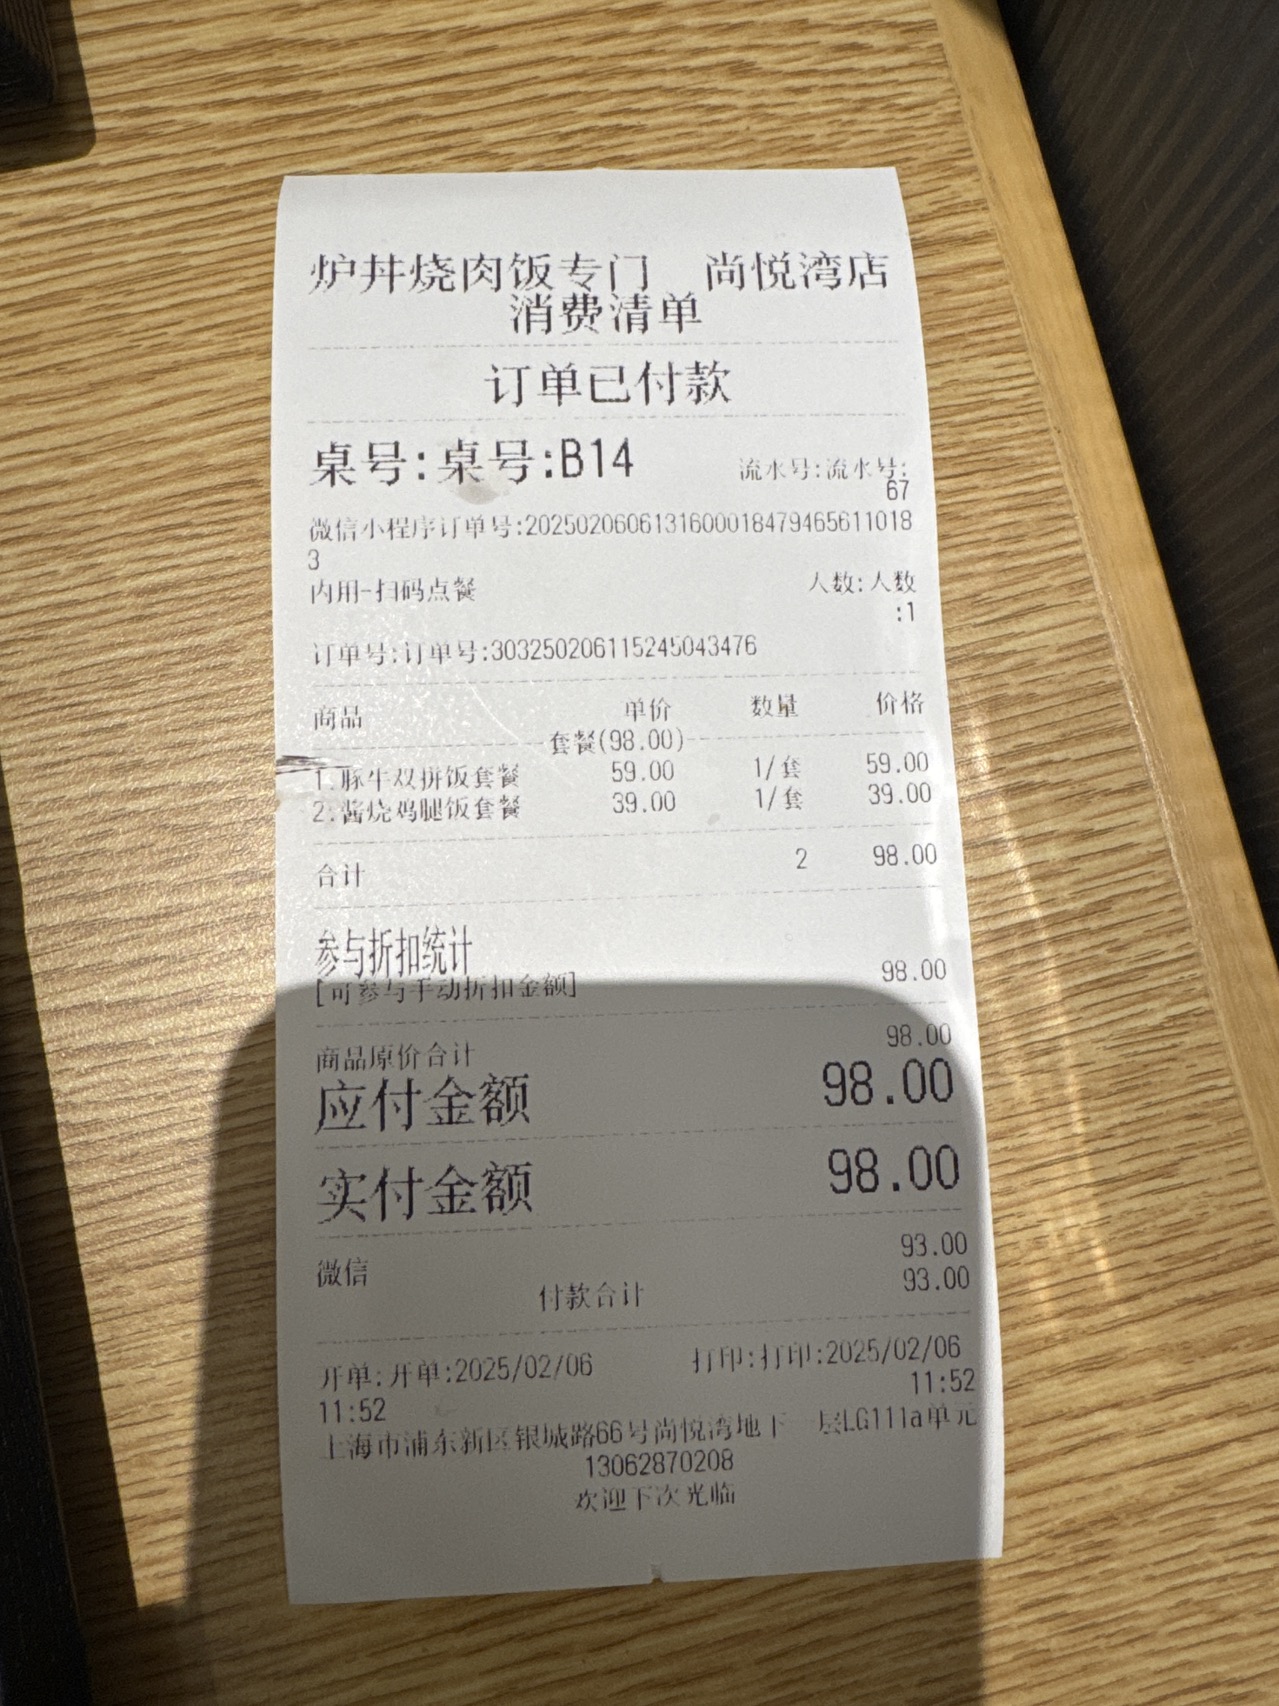 炉丼烧肉饭专门 尚悦湾店
消费清单
订单已付款
桌号:桌号:B14 流水号:流水号:
67
微信小程序订单号:2025020606131600018479465611018
3
内用-扫码点餐 人数:人数
:1
订单号:订单号:303250206115245043476
商品 单价 数量 价格
套餐(98.00)
1.豚牛双拼饭套餐 59.00 1/套 59.00
2:酱烧鸡腿饭套餐 39.00 1/套 39.00
合计 2 98.00
参与折扣统计
[可参与手动折扣金额] 98.00
商品原价合计 98.00
应付金额 98.00
实付金额 98.00
微信 93.00
付款合计 93.00
开单:开单:2025/02/06 打印:打印:2025/02/06
11:52 11:52
上海市浦东新区银城路66号尚悦湾地下一层LG111a单元
13062870208
欢迎下次光临